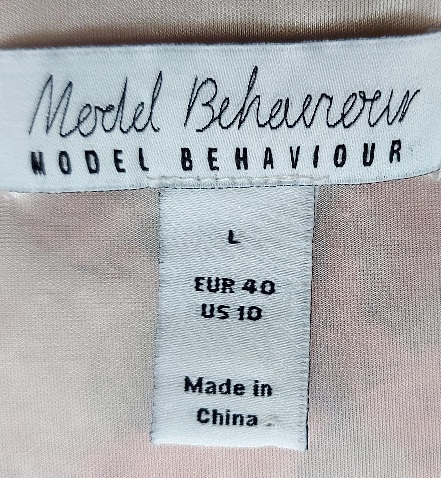 Model Behaviour
MODEL BEHAVIOUR
L
EUR 40
US 10
Made in
China